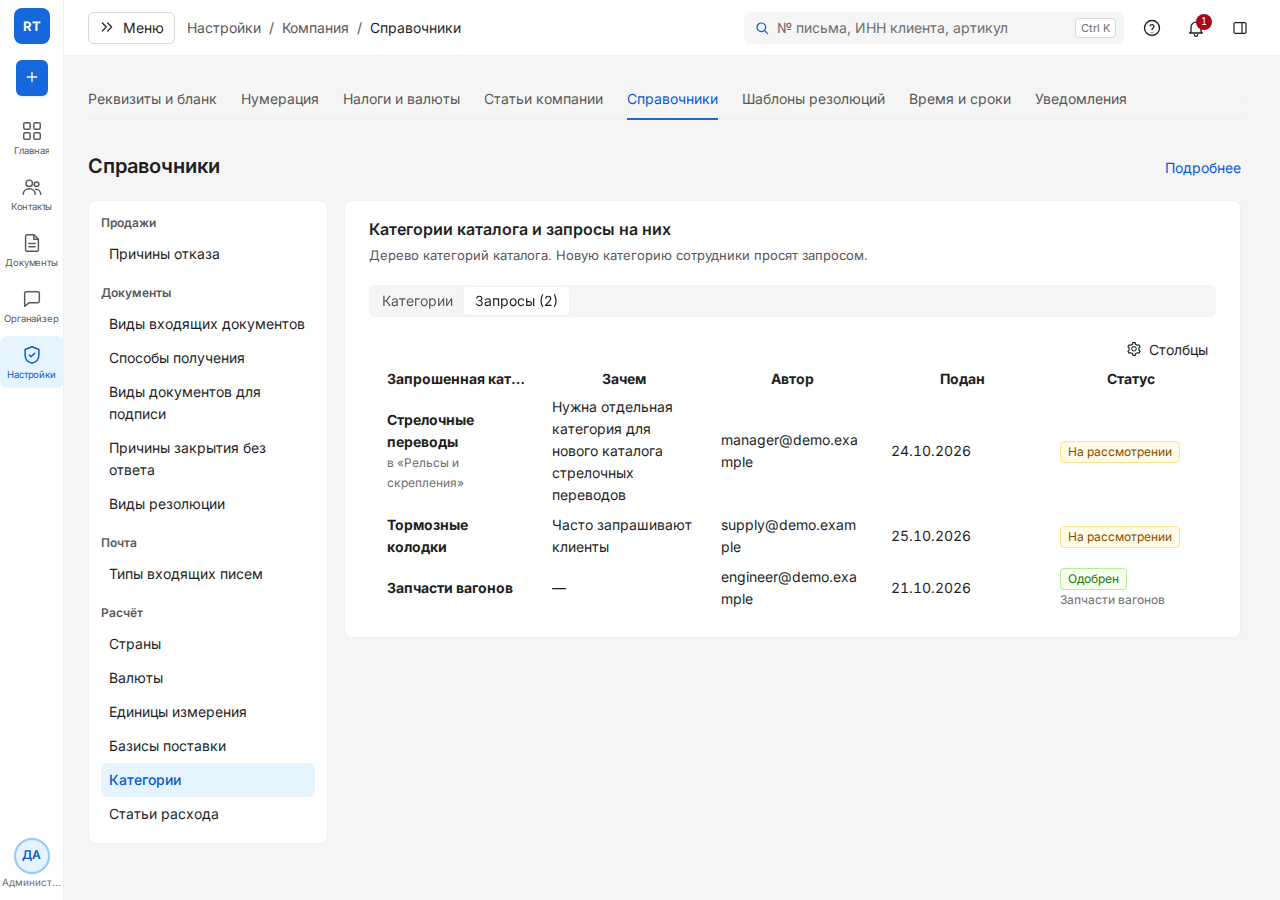 RT
Меню
Настройки / Компания / Справочники
№ письма, ИНН клиента, артикул
Ctrl K
1
Главная
Контакты
Документы
Органайзер
Настройки
ДА
Админист...
Реквизиты и бланк
Нумерация
Налоги и валюты
Статьи компании
Справочники
Шаблоны резолюций
Время и сроки
Уведомления
Справочники
Подробнее
Продажи
Причины отказа
Документы
Виды входящих документов
Способы получения
Виды документов для
подписи
Причины закрытия без
ответа
Виды резолюции
Почта
Типы входящих писем
Расчёт
Страны
Валюты
Единицы измерения
Базисы поставки
Категории
Статьи расхода
Категории каталога и запросы на них
Дерево категорий каталога. Новую категорию сотрудники просят запросом.
Категории
Запросы (2)
Столбцы
Запрошенная кат...
Зачем
Автор
Подан
Статус
Стрелочные
переводы
в «Рельсы и
скрепления»
Нужна отдельная
категория для
нового каталога
стрелочных
переводов
manager@demo.exa
mple
24.10.2026
На рассмотрении
Тормозные
колодки
Часто запрашивают
клиенты
supply@demo.exam
ple
25.10.2026
На рассмотрении
Запчасти вагонов
—
engineer@demo.exa
mple
21.10.2026
Одобрен
Запчасти вагонов